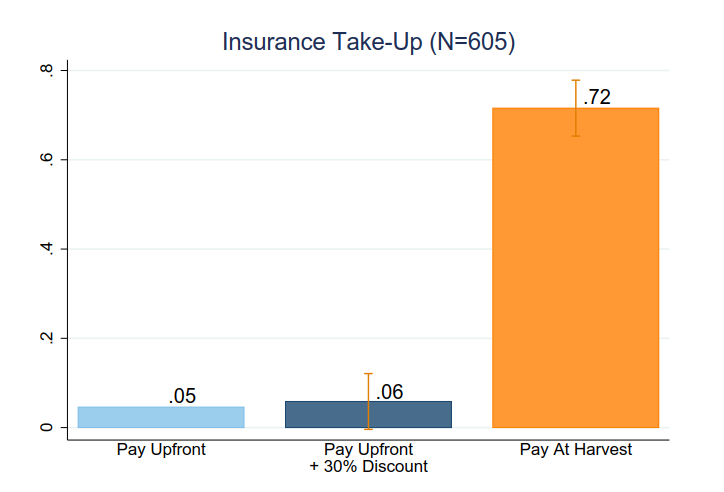 Insurance Take-Up (N=605)
.8
.6
.4
.2
0
.05
.06
.72
Pay Upfront
Pay Upfront
+ 30% Discount
Pay At Harvest